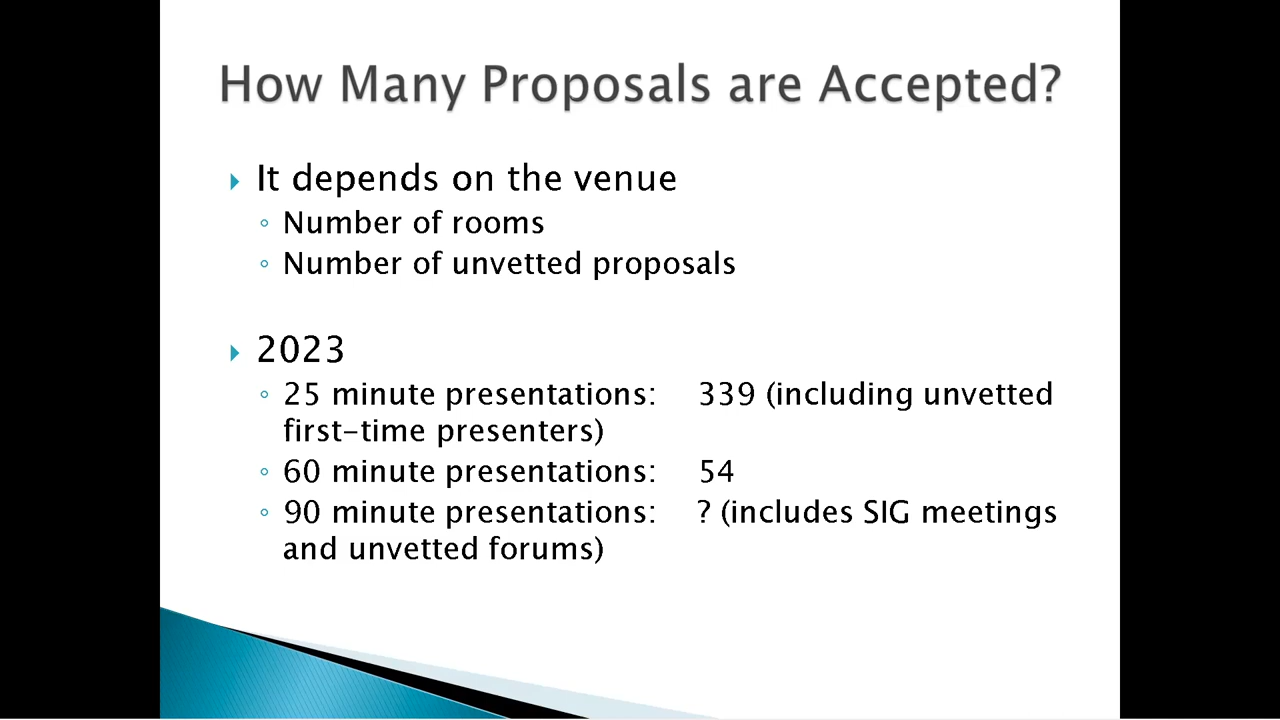 How Many Proposals are Accepted?
It depends on the venue
Number of rooms
Number of unvetted proposals
2023
25 minute presentations: 339 (including unvetted
first-time presenters)
60 minute presentations: 54
90 minute presentations: ? (includes SIG meetings
and unvetted forums)